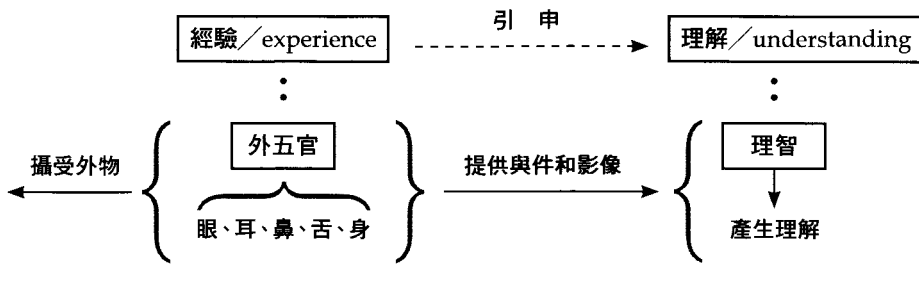 引申
經驗／experience
理解／understanding
：
：
外五官
理智
攝受外物
提供與件和影像
眼、耳、鼻、舌、身
產生理解